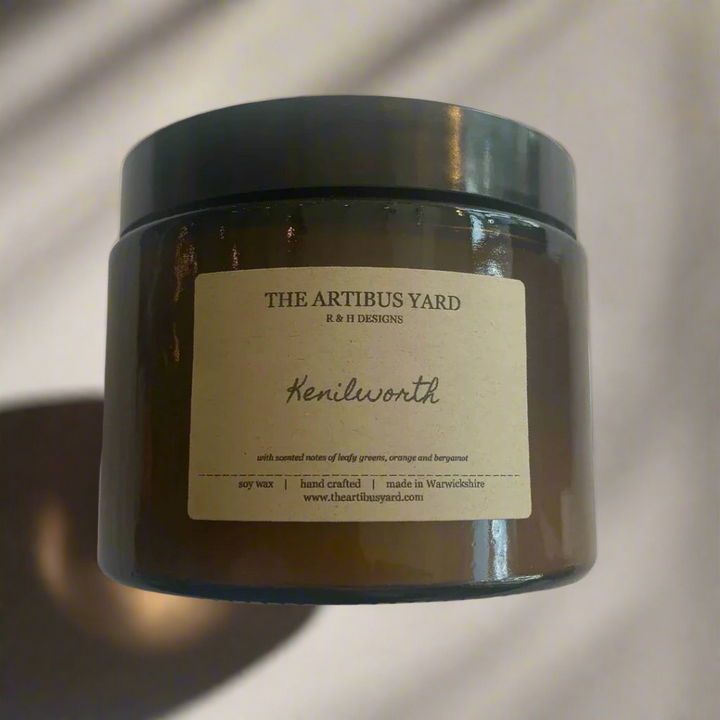 THE ARTIBUS YARD
R & H DESIGNS
Kenilworth
with scented notes of leafy greens, orange and bergamot
soy wax | hand crafted | made in Warwickshire
www.theartibusyard.com